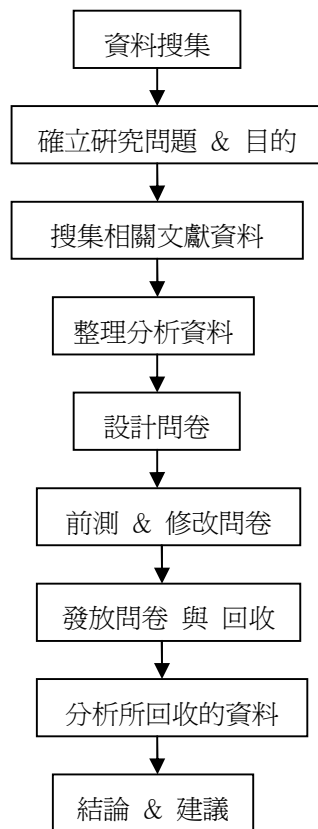 資料搜集
確立研究問題 & 目的
搜集相關文獻資料
整理分析資料
設計問卷
前測 & 修改問卷
發放問卷 與 回收
分析所回收的資料
結論 & 建議